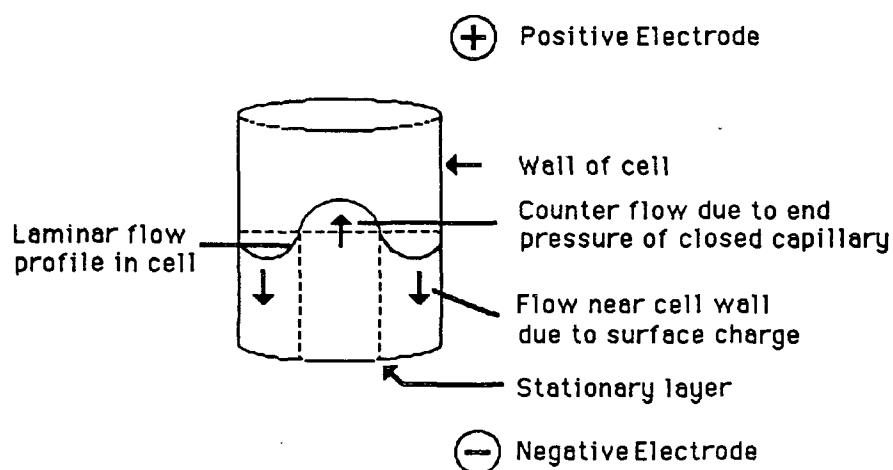 + Positive Electrode
Wall of cell
Counter flow due to end
pressure of closed capillary
Laminar flow
profile in cell
Flow near cell wall
due to surface charge
Stationary layer
− Negative Electrode